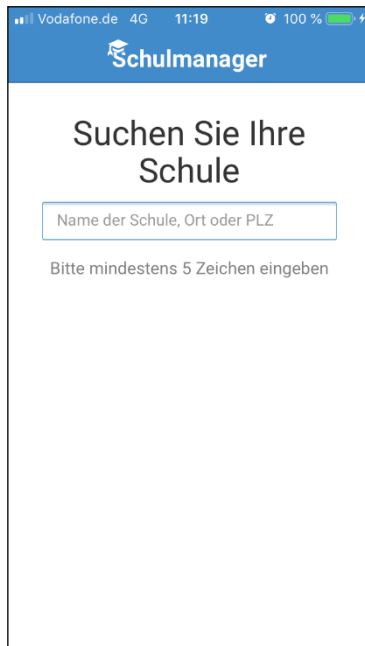 Vodafone.de 4G 11:19 100 %
Schulmanager
Suchen Sie Ihre
Schule
Name der Schule, Ort oder PLZ
Bitte mindestens 5 Zeichen eingeben